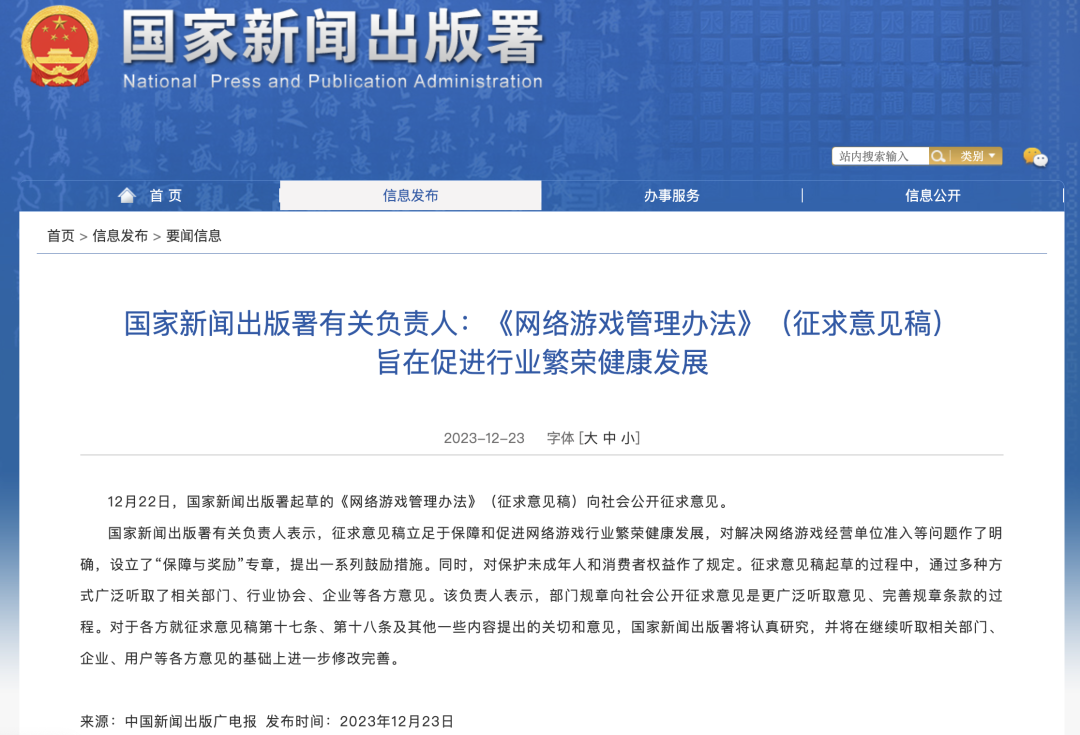 国家新闻出版署
National Press and Publication Administration
站内搜索输入 类别
首 页 信息发布 办事服务 信息公开
首页 > 信息发布 > 要闻信息
国家新闻出版署有关负责人：《网络游戏管理办法》（征求意见稿）
旨在促进行业繁荣健康发展
2023-12-23 字体 [大 中 小]
12月22日，国家新闻出版署起草的《网络游戏管理办法》（征求意见稿）向社会公开征求意见。
国家新闻出版署有关负责人表示，征求意见稿立足于保障和促进网络游戏行业繁荣健康发展，对解决网络游戏经营单位准入等问题作了明
确，设立了“保障与奖励”专章，提出一系列鼓励措施。同时，对保护未成年人和消费者权益作了规定。征求意见稿起草的过程中，通过多种方
式广泛听取了相关部门、行业协会、企业等各方意见。该负责人表示，部门规章向社会公开征求意见是更广泛听取意见、完善规章条款的过
程。对于各方就征求意见稿第十七条、第十八条及其他一些内容提出的关切和意见，国家新闻出版署将认真研究，并将在继续听取相关部门、
企业、用户等各方意见的基础上进一步修改完善。
来源：中国新闻出版广电报 发布时间：2023年12月23日